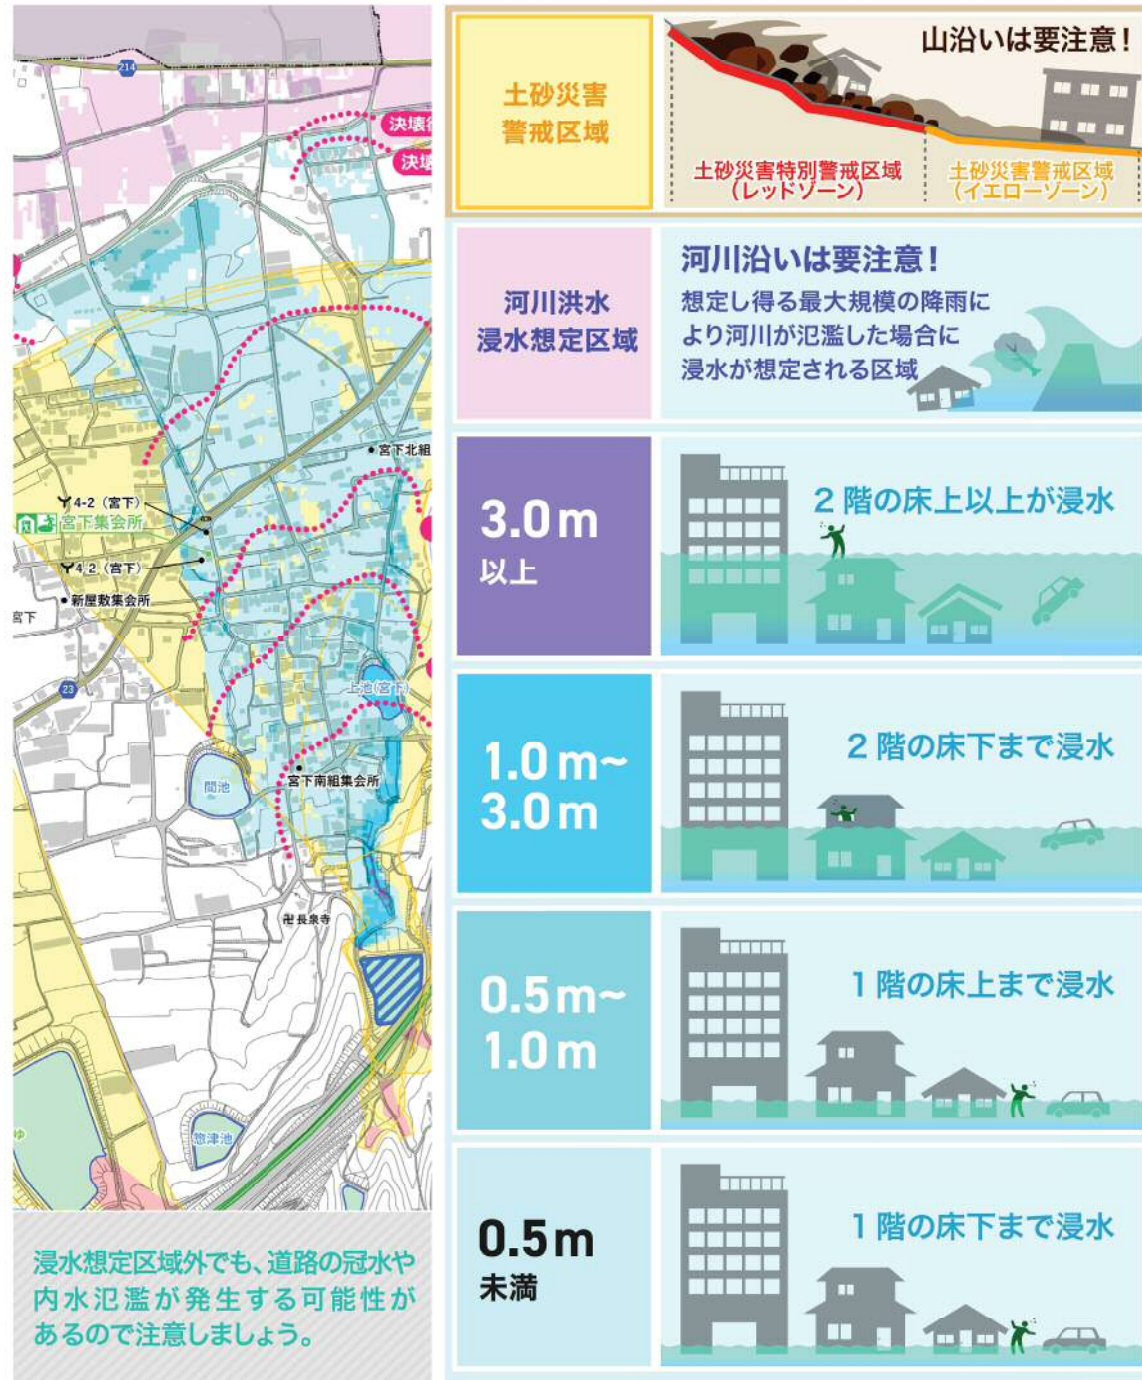 214
決壊
決壊
宮下北組
4-2（宮下）
宮下集会所
4-2（宮下）
新屋敷集会所
宮下
23
上池(宮下)
間池
宮下南組集会所
卍長泉寺
惣津池
ゆ
浸水想定区域外でも、道路の冠水や
内水氾濫が発生する可能性が
あるので注意しましょう。
土砂災害
警戒区域
山沿いは要注意！
土砂災害特別警戒区域
（レッドゾーン）
土砂災害警戒区域
（イエローゾーン）
河川洪水
浸水想定区域
河川沿いは要注意！
想定し得る最大規模の降雨に
より河川が氾濫した場合に
浸水が想定される区域
3.0m
以上
2階の床上以上が浸水
1.0m~
3.0m
2階の床下まで浸水
0.5m~
1.0m
1階の床上まで浸水
0.5m
未満
1階の床下まで浸水